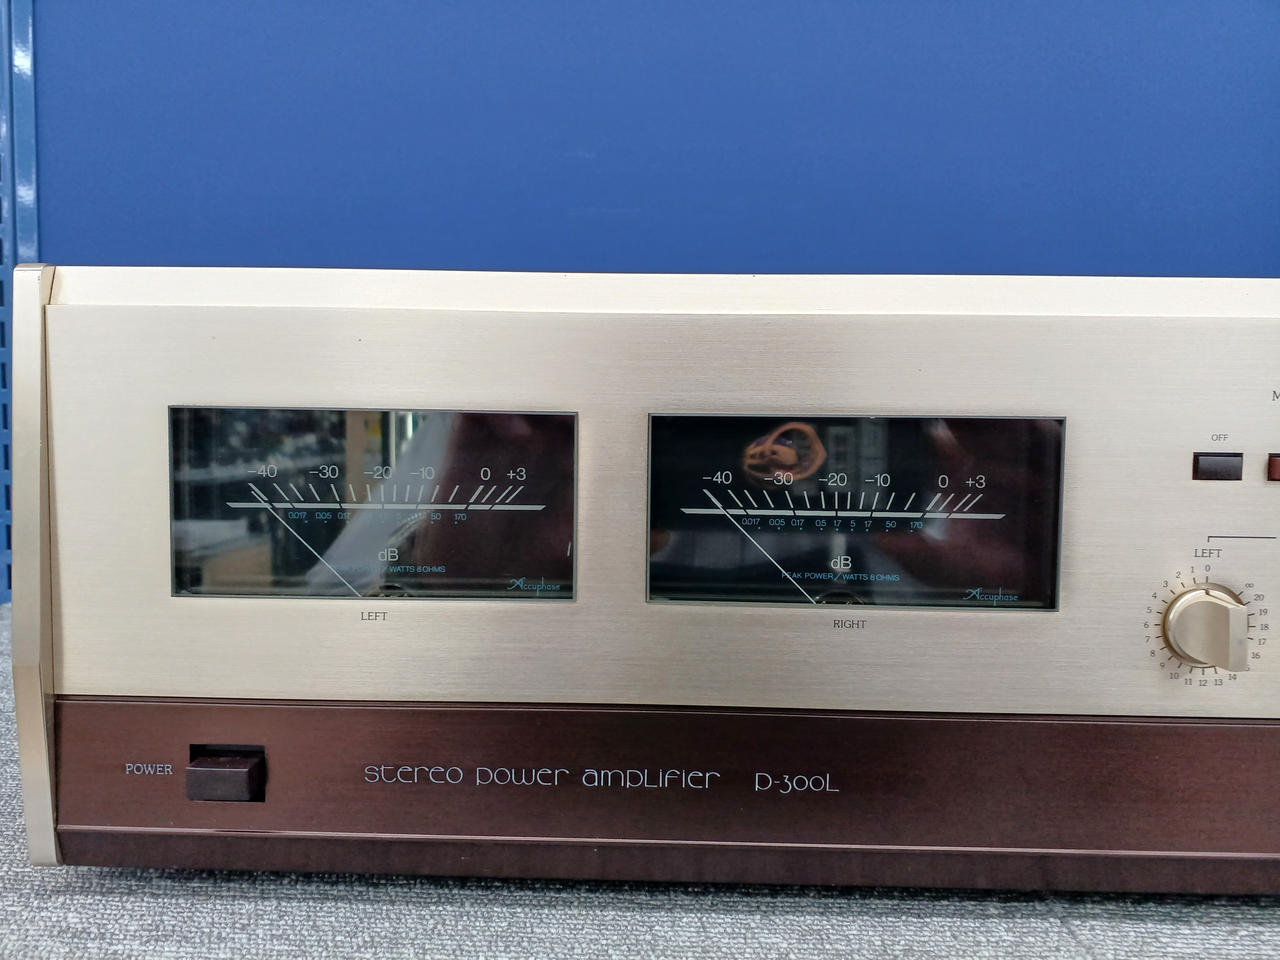 -40 -30 -20 -10 0 +3
0.017 0.05 0.17 50 170
dB
PEAK POWER / WATTS 8 OHMS
Accuphase
LEFT
-40 -30 -20 -10 0 +3
0.017 0.05 0.17 0.5 1.7 5 17 50 170
dB
PEAK POWER / WATTS 8 OHMS
Accuphase
RIGHT
M
OFF
LEFT
0 1 2 3 4 5 6 7 8 9 10 11 12 13 14 16 17 18 19 20 ∞
POWER
stereo power amplifier P-300L